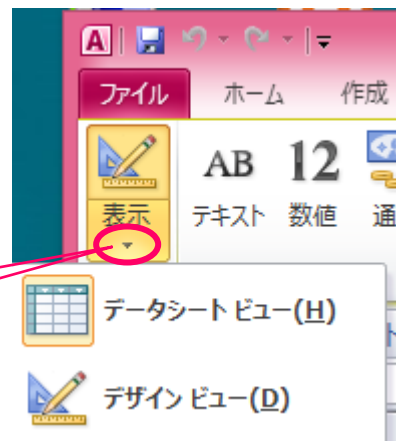 A
ファイル ホーム 作成
AB 12
表示 テキスト 数値 通
データシート ビュー(H)
デザイン ビュー(D)